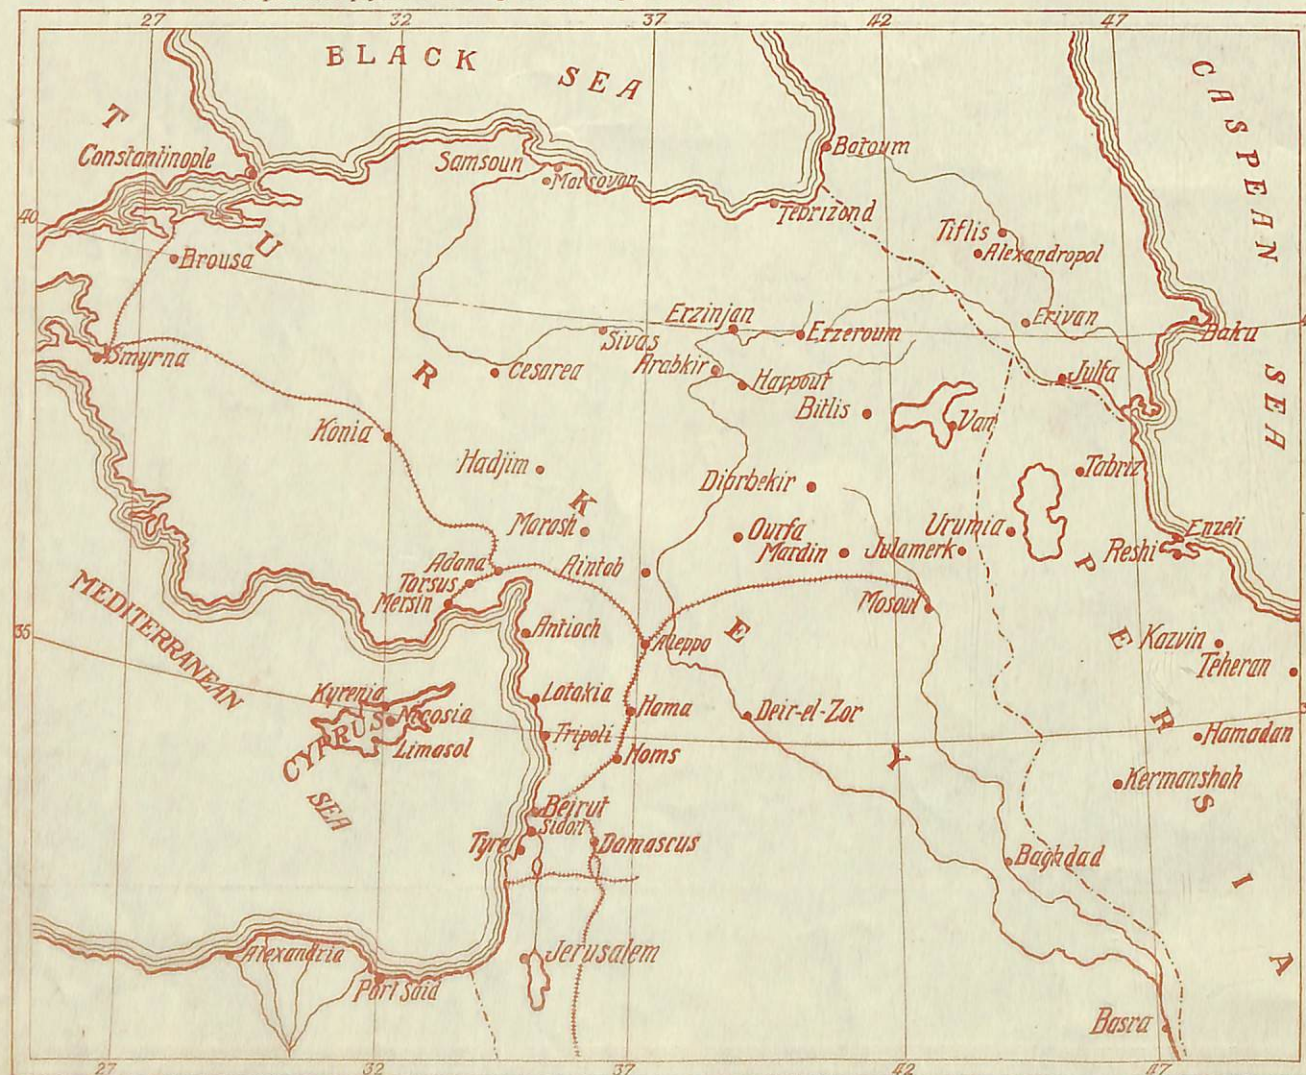 27 32 37 42 47
BLACK SEA
CASPEAN SEA
TURKEY
PERSIA
MEDITERRANEAN SEA
CYPRUS
Constantinople
Samsoun
Marsovan
Batoum
Tebrizond
Tiflis
Alexandropol
40
Brousa
Erzinjan
Erzeroum
Erivan
Baku
Sivas
Smyrna
Cesarea
Arabkir
Harpout
Julfa
Bitlis
Van
Konia
Hadjim
Tabriz
Diarbekir
Marash
Ourfa
Urumia
Enzeli
Mardin
Julamerk
Reshi
Adana
Aintab
Tarsus
Mersin
Mosoul
35
Antioch
Aleppo
Kazvin
Teheran
Kyrenia
Latakia
Hama
Deir-el-Zor
Nicosia
Tripoli
Hamadan
Limasol
Homs
Kermanshah
Beirut
Sidon
Tyre
Damascus
Baghdad
Alexandria
Jerusalem
Port Said
Basra
27 32 37 42 47